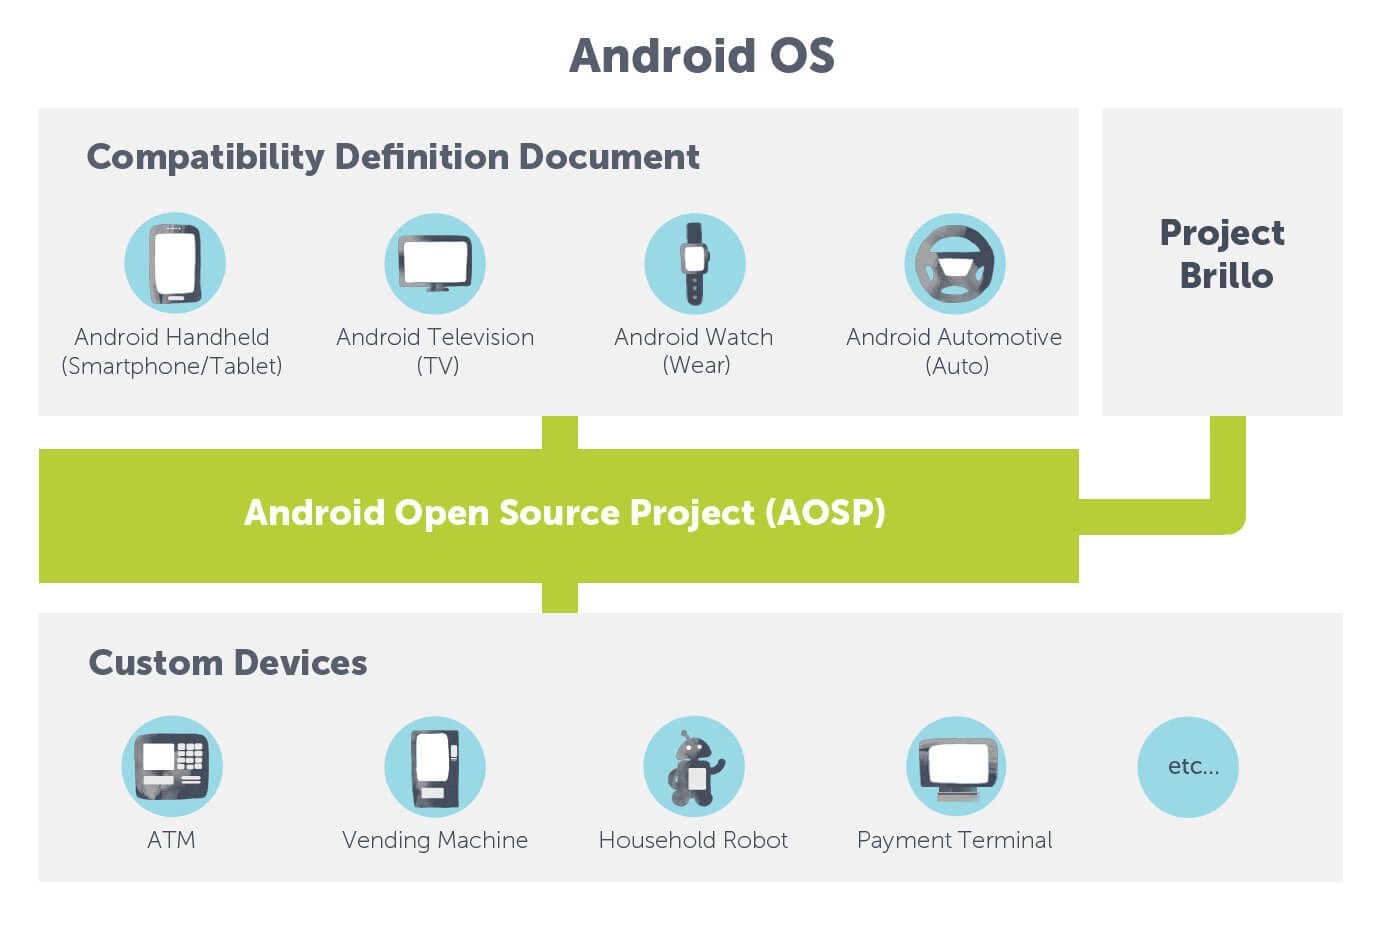 Android OS
Compatibility Definition Document
Android Handheld
(Smartphone/Tablet)
Android Television
(TV)
Android Watch
(Wear)
Android Automotive
(Auto)
Project
Brillo
Android Open Source Project (AOSP)
Custom Devices
ATM
Vending Machine
Household Robot
Payment Terminal
etc...